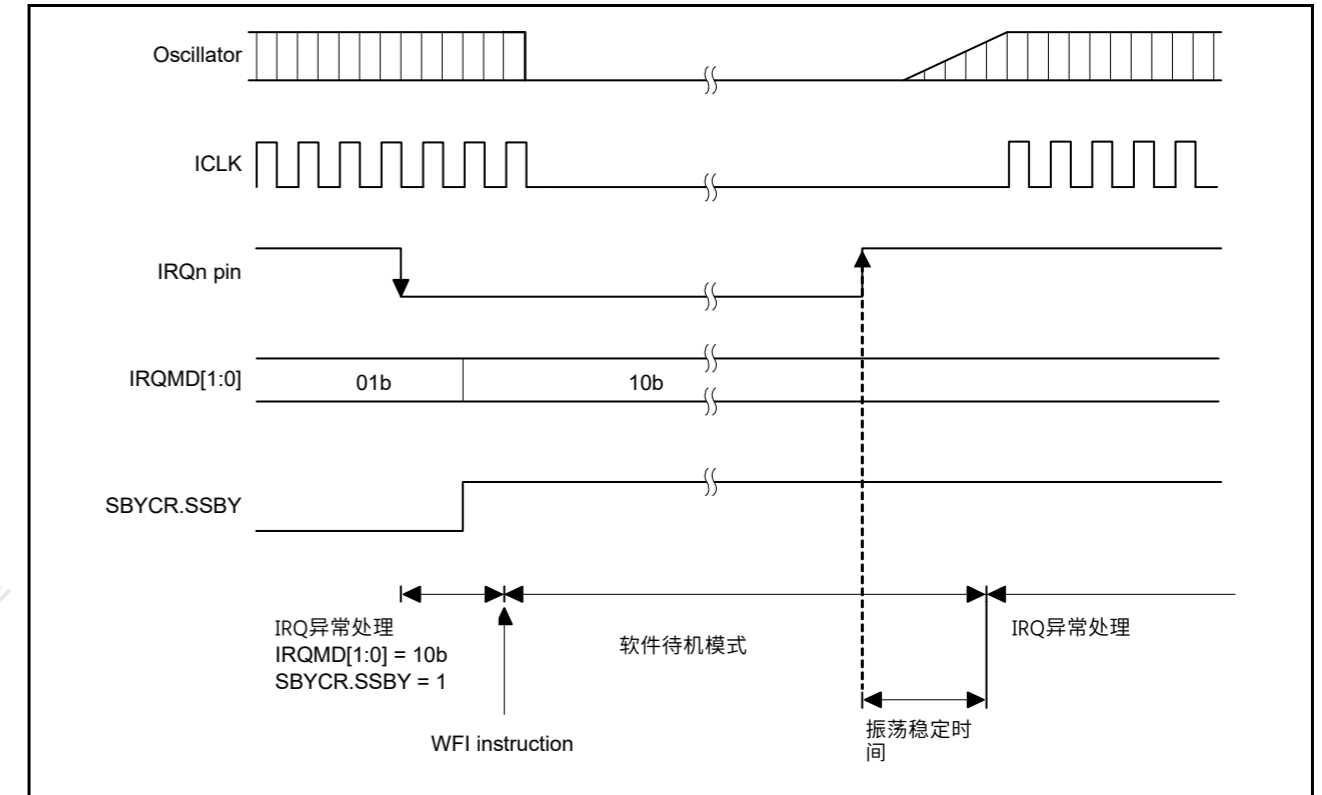 Oscillator
ICLK
IRQn pin
IRQMD[1:0]
01b
10b
SBYCR.SSBY
IRQ异常处理
IRQMD[1:0] = 10b
SBYCR.SSBY = 1
软件待机模式
IRQ异常处理
WFI instruction
振荡稳定时
间